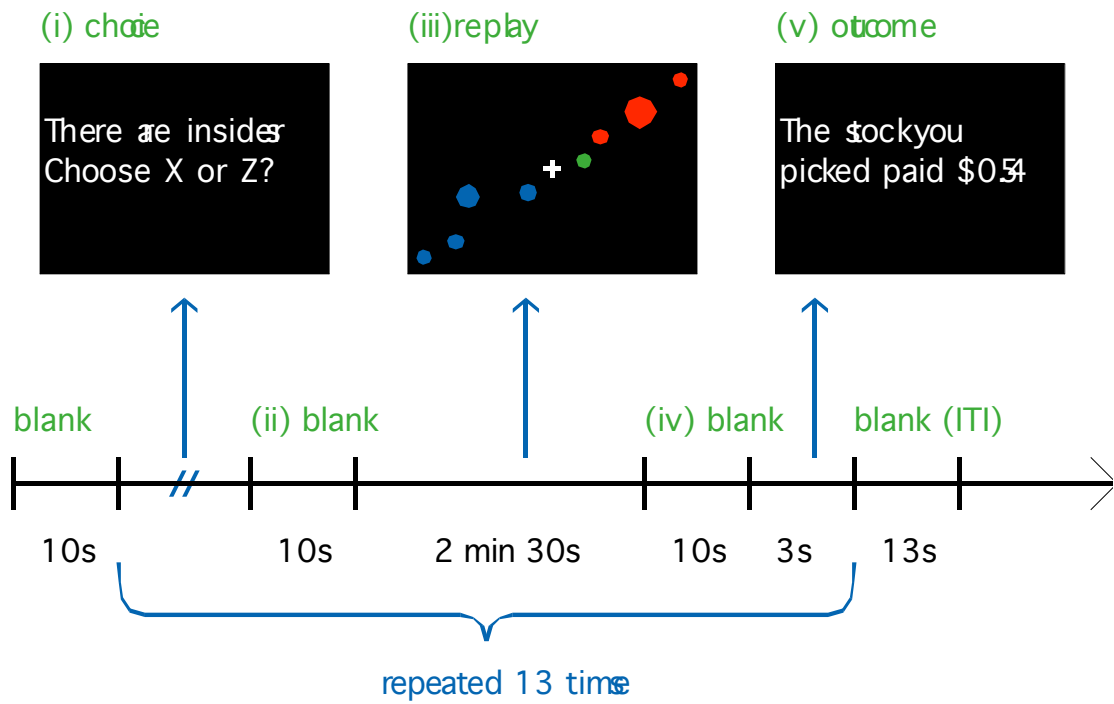 (i) choice
(iii) replay
(v) outcome
There are insiders
Choose X or Z?
The stock you
picked paid $0.54
blank
(ii) blank
(iv) blank
blank (ITI)
10s
10s
2 min 30s
10s
3s
13s
repeated 13 times